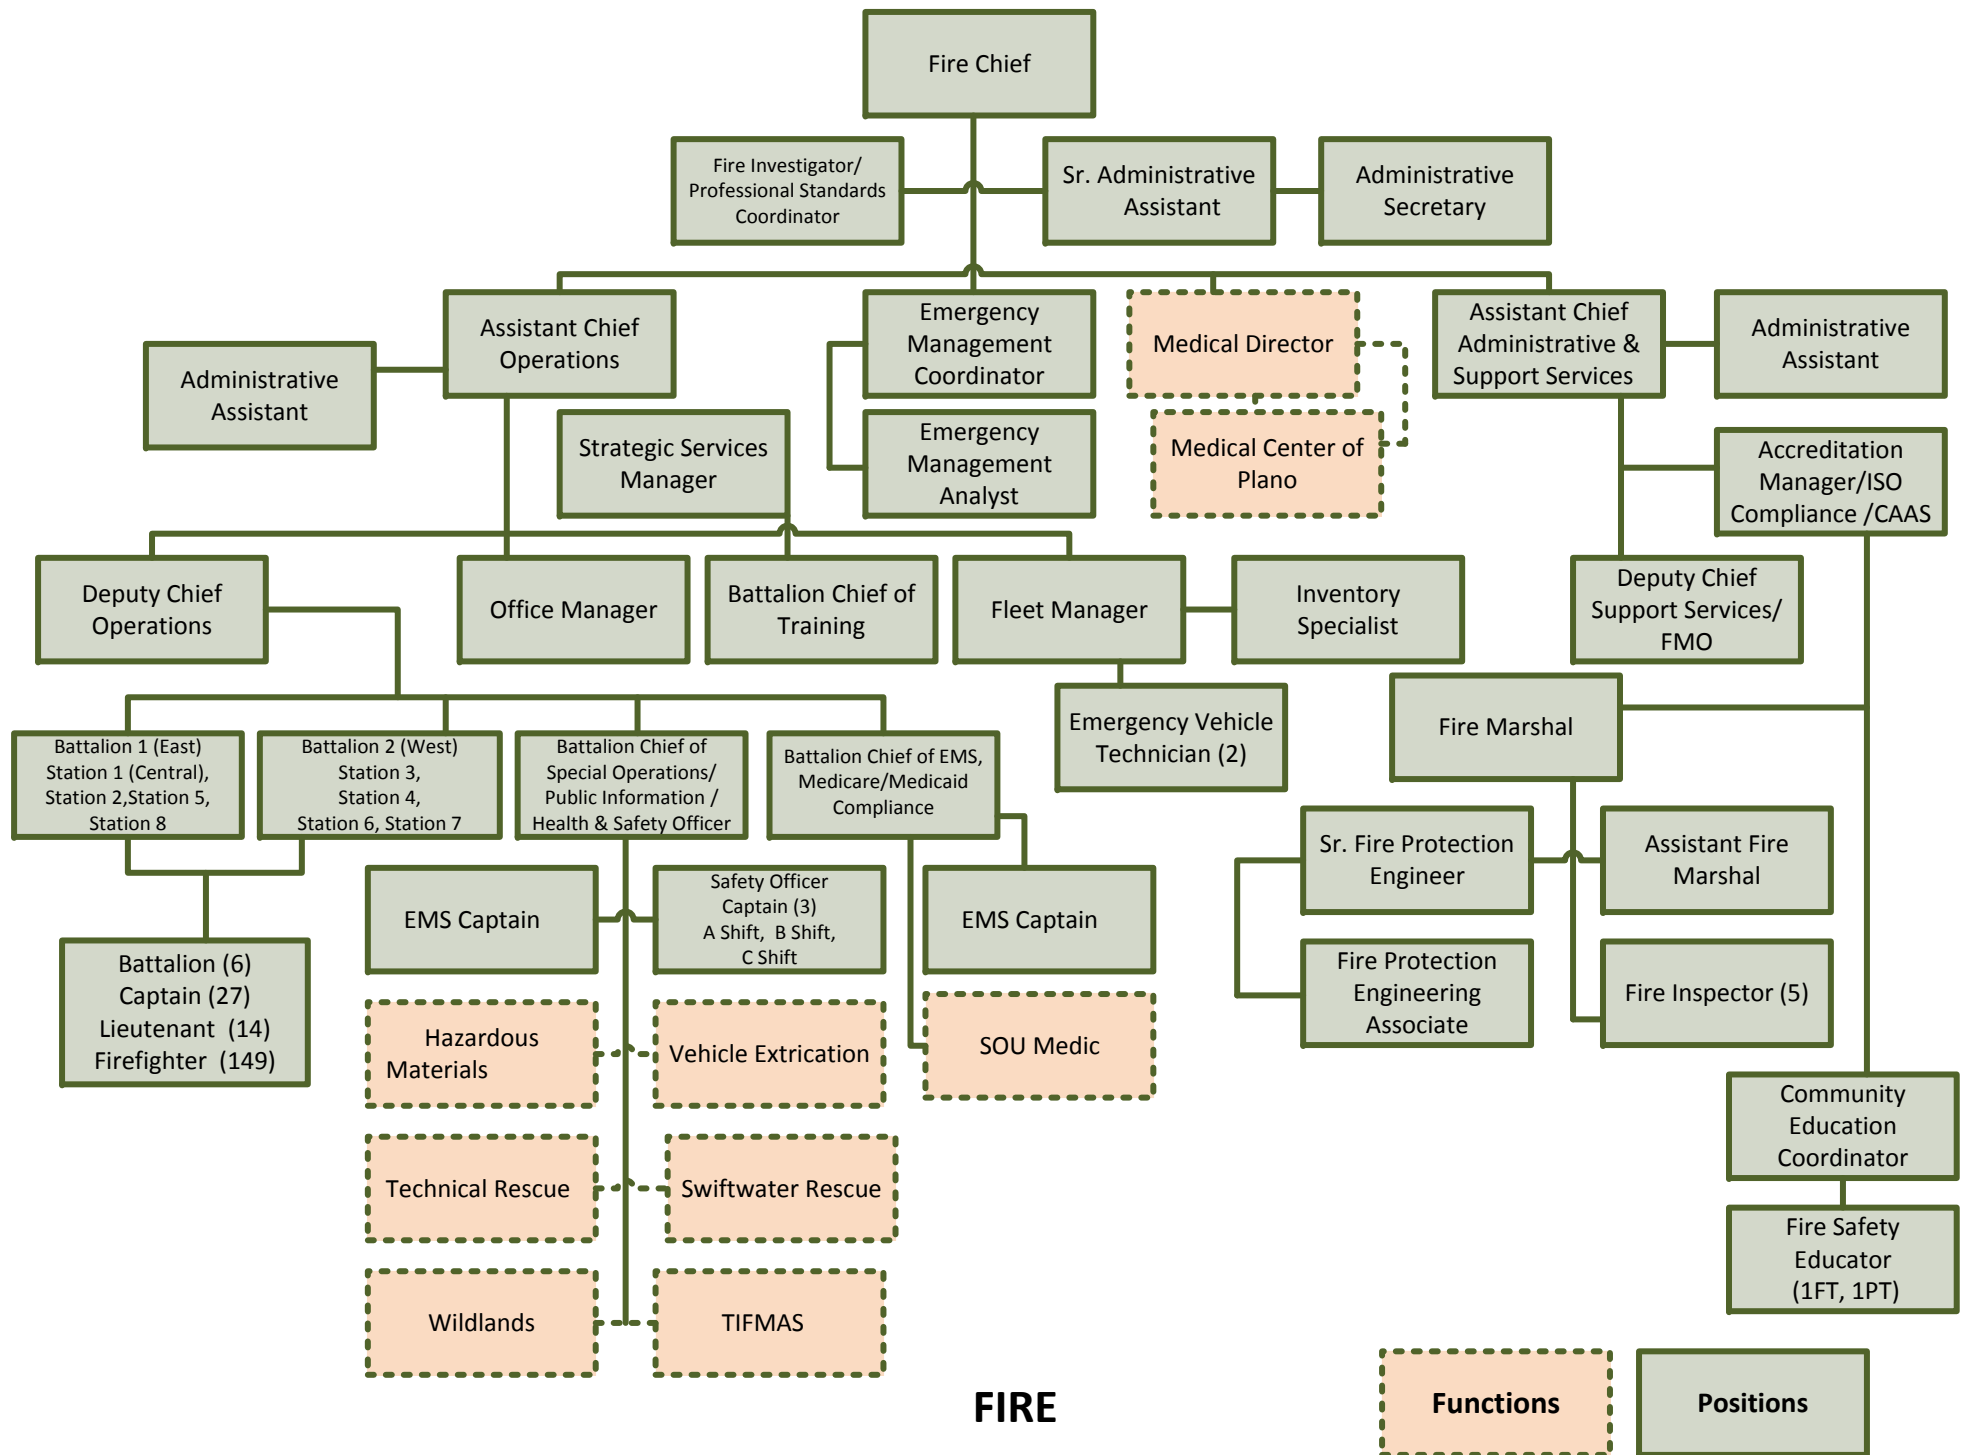 Fire Chief
Fire Investigator/
Professional Standards
Coordinator
Sr. Administrative
Assistant
Administrative
Secretary
Assistant Chief
Operations
Emergency
Management
Coordinator
Medical Director
Assistant Chief
Administrative &
Support Services
Administrative
Assistant
Administrative
Assistant
Strategic Services
Manager
Emergency
Management
Analyst
Medical Center of
Plano
Accreditation
Manager/ISO
Compliance /CAAS
Deputy Chief
Operations
Office Manager
Battalion Chief of
Training
Fleet Manager
Inventory
Specialist
Deputy Chief
Support Services/
FMO
Emergency Vehicle
Technician (2)
Fire Marshal
Battalion 1 (East)
Station 1 (Central),
Station 2,Station 5,
Station 8
Battalion 2 (West)
Station 3,
Station 4,
Station 6, Station 7
Battalion Chief of
Special Operations/
Public Information /
Health & Safety Officer
Battalion Chief of EMS,
Medicare/Medicaid
Compliance
Sr. Fire Protection
Engineer
Assistant Fire
Marshal
EMS Captain
Safety Officer
Captain (3)
A Shift,  B Shift,
C Shift
EMS Captain
Battalion (6)
Captain (27)
Lieutenant  (14)
Firefighter  (149)
Fire Protection
Engineering
Associate
Fire Inspector (5)
Hazardous
Materials
Vehicle Extrication
SOU Medic
Community
Education
Coordinator
Technical Rescue
Swiftwater Rescue
Fire Safety
Educator
(1FT, 1PT)
Wildlands
TIFMAS
FIRE
Functions
Positions